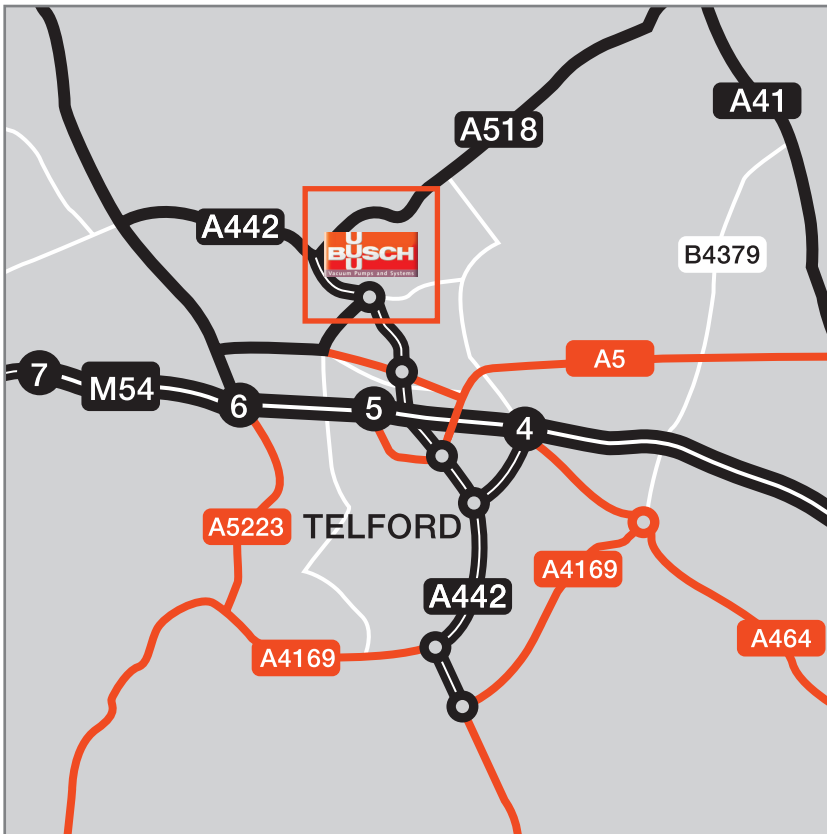 A41
A518
A442
B4379
U
BUSCH
U
Vacuum Pumps and Systems
A5
7
M54
6
5
4
A5223
TELFORD
A4169
A442
A464
A4169